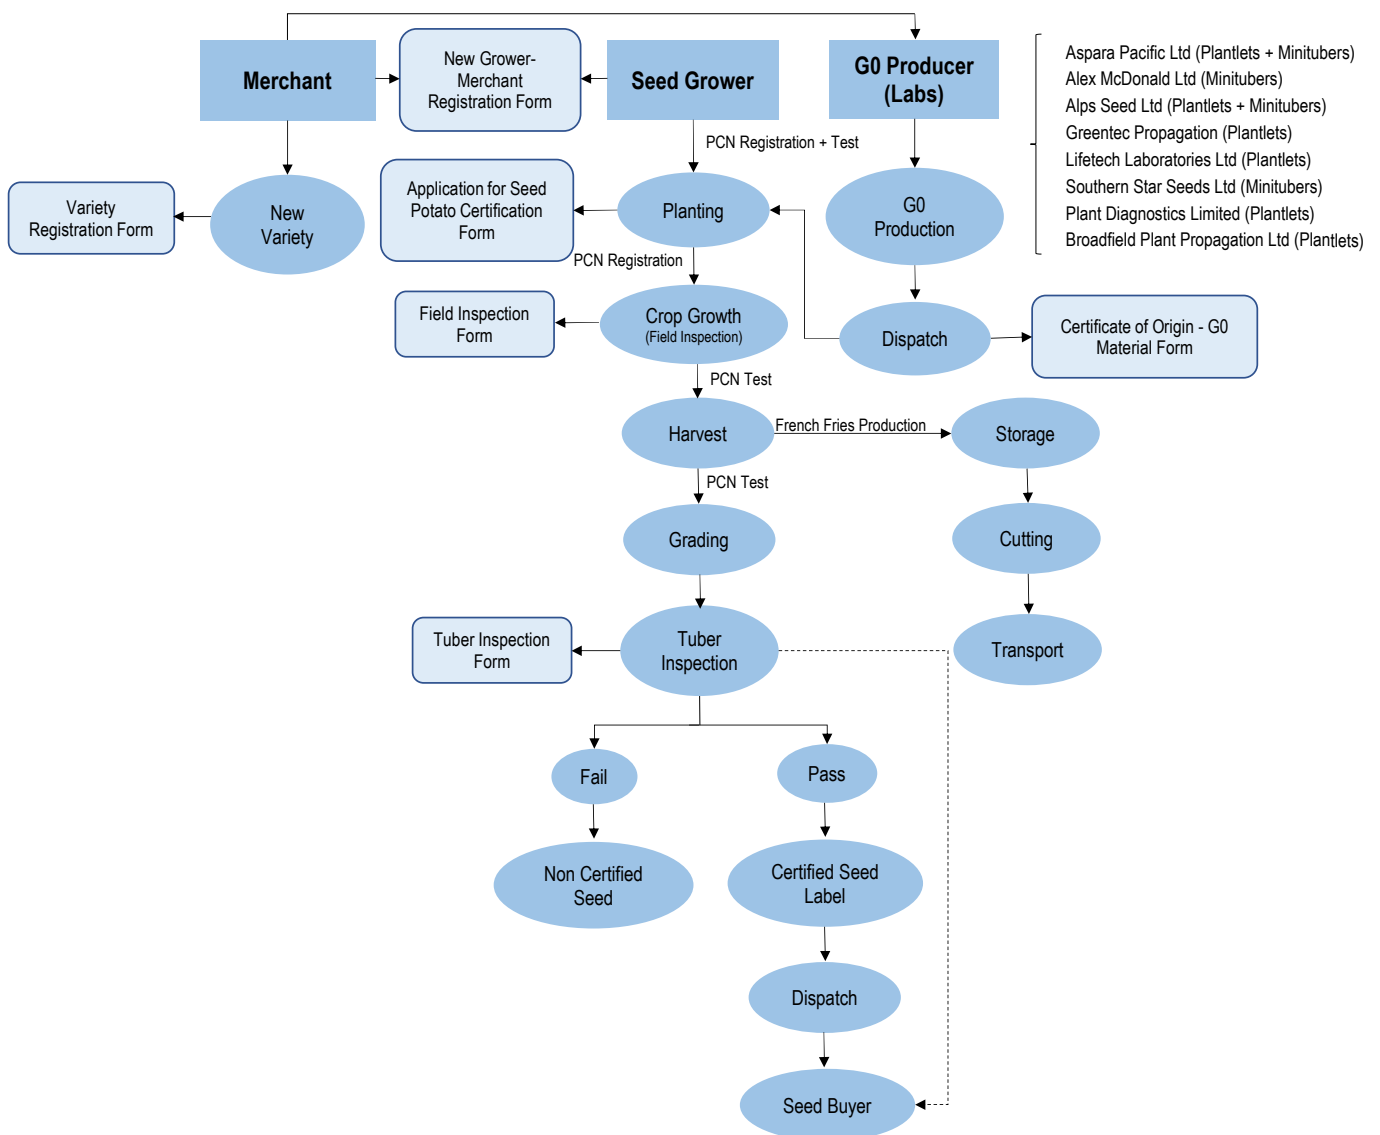 Merchant
New Grower-
Merchant
Registration Form
Seed Grower
G0 Producer
(Labs)
Aspara Pacific Ltd (Plantlets + Minitubers)
Alex McDonald Ltd (Minitubers)
Alps Seed Ltd (Plantlets + Minitubers)
Greentec Propagation (Plantlets)
Lifetech Laboratories Ltd (Plantlets)
Southern Star Seeds Ltd (Minitubers)
Plant Diagnostics Limited (Plantlets)
Broadfield Plant Propagation Ltd (Plantlets)
PCN Registration + Test
Variety
Registration Form
New
Variety
Application for Seed
Potato Certification
Form
Planting
G0
Production
PCN Registration
Field Inspection
Form
Crop Growth
(Field Inspection)
Dispatch
Certificate of Origin - G0
Material Form
PCN Test
Harvest
French Fries Production
Storage
PCN Test
Grading
Cutting
Tuber Inspection
Form
Tuber
Inspection
Transport
Fail
Pass
Non Certified
Seed
Certified Seed
Label
Dispatch
Seed Buyer